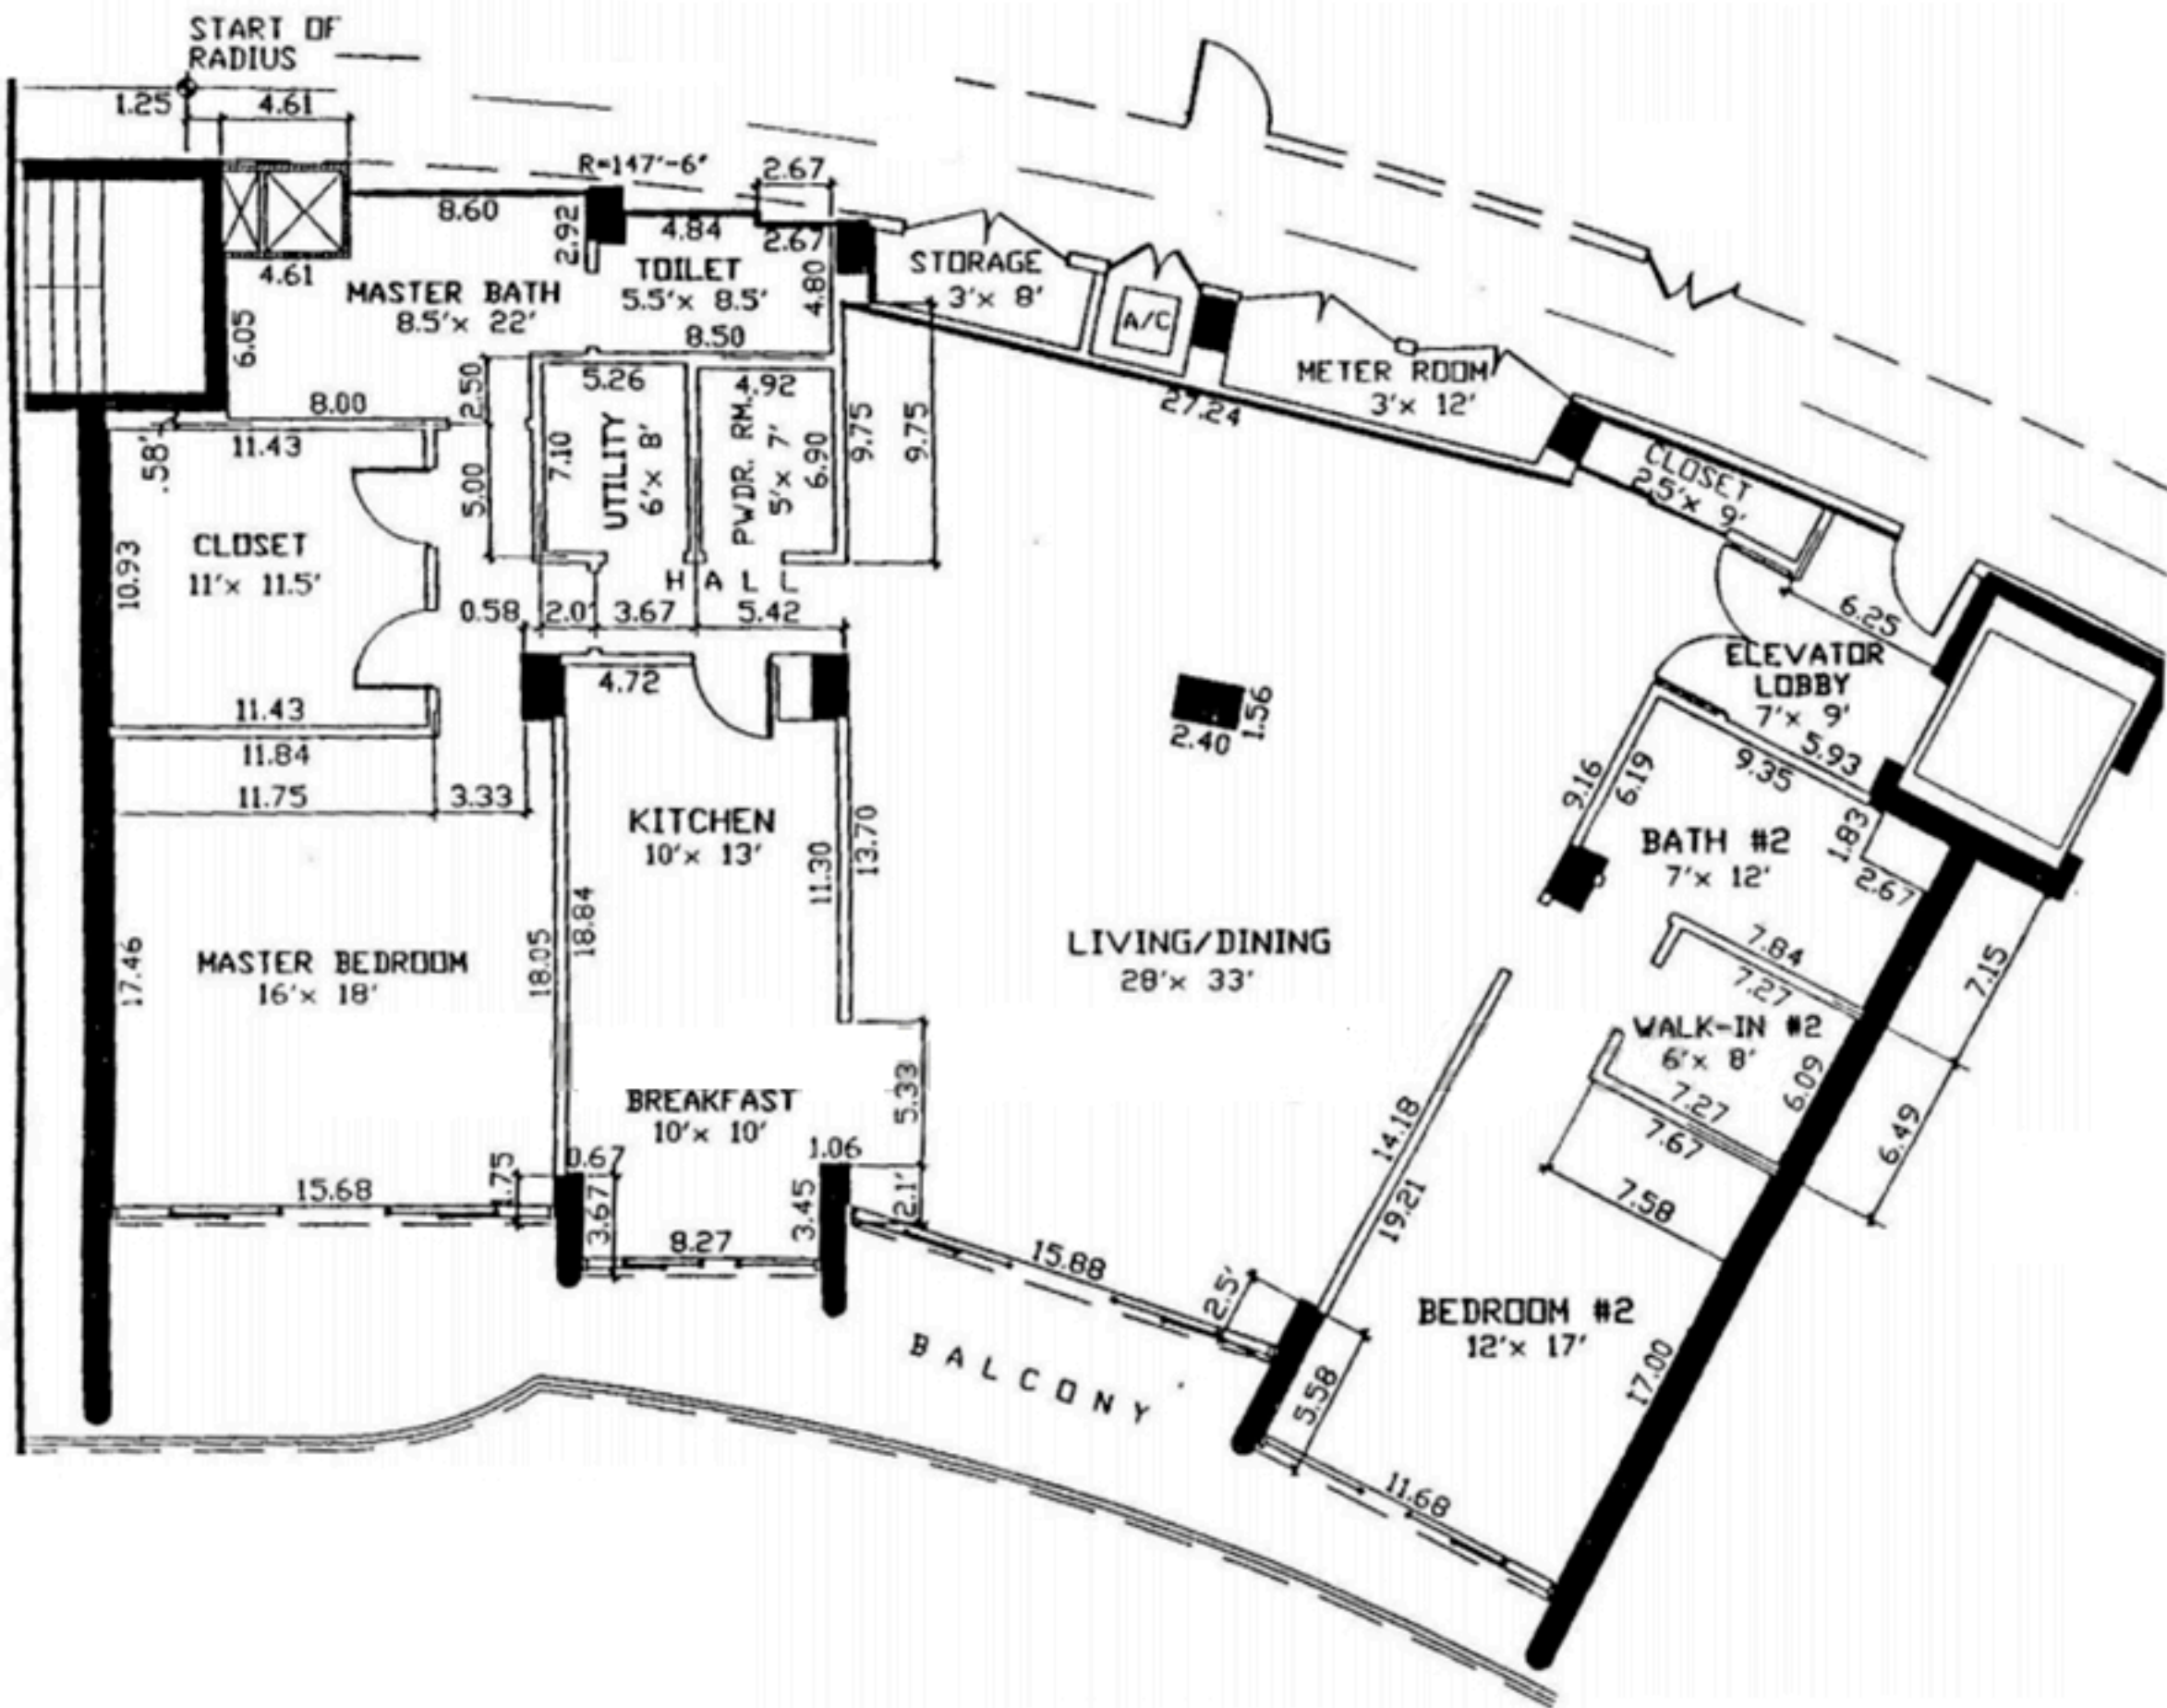 START OF
RADIUS
1.25
4.61
R=147'-6"
2.67
8.60
2.92
4.84
2.67
4.61
MASTER BATH
8.5'x 22'
TOILET
5.5'x 8.5'
4.80
8.50
6.05
STORAGE
3'x 8'
A/C
METER ROOM
3'x 12'
27.24
CLOSET
2.5'x 9'
8.00
2.50
5.26
4.92
11.43
.58'
5.00
7.10
UTILITY
6'x 8'
PWDR. RM.
5'x 7'
6.90
9.75
9.75
CLOSET
11'x 11.5'
10.93
HALL
0.58
2.0'
3.67
5.42
6.25
ELEVATOR
LOBBY
7'x 9'
5.93
4.72
11.43
11.84
11.75
3.33
2.40
1.56
9.16
6.19
9.35
KITCHEN
10'x 13'
11.30
13.70
BATH #2
7'x 12'
1.83
2.67
18.84
18.05
MASTER BEDROOM
16'x 18'
17.46
LIVING/DINING
28'x 33'
7.84
7.27
7.15
WALK-IN #2
6'x 8'
6.09
7.27
7.67
6.49
BREAKFAST
10'x 10'
5.33
1.06
0.67
1.75
3.67
3.45
2.1'
15.68
8.27
14.18
19.21
7.58
15.88
2.5'
5.58
BEDROOM #2
12'x 17'
17.00
BALCONY
11.68